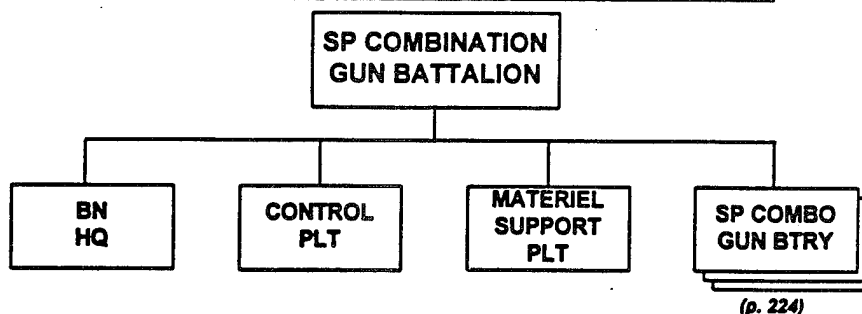 SP COMBINATION
GUN BATTALION
BN
HQ
CONTROL
PLT
MATERIEL
SUPPORT
PLT
SP COMBO
GUN BTRY
(p. 224)